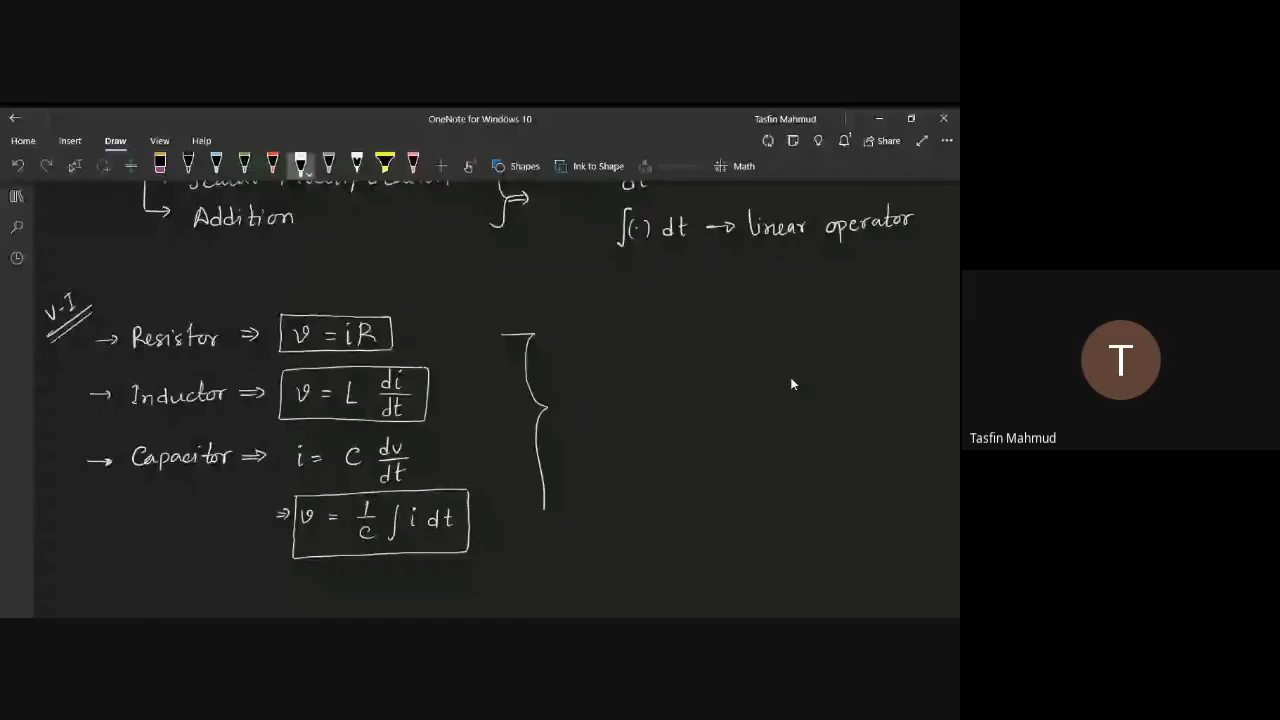 OneNote for Windows 10
Tasfin Mahmud
Home Insert Draw View Help
Share
Shapes Ink to Shape Math
Addition
∫(·) dt → linear operator
V-I
→ Resistor ⇒ v = iR
→ Inductor ⇒ v = L di/dt
→ Capacitor ⇒ i = C dv/dt
⇒ v = 1/C ∫ i dt
T
Tasfin Mahmud